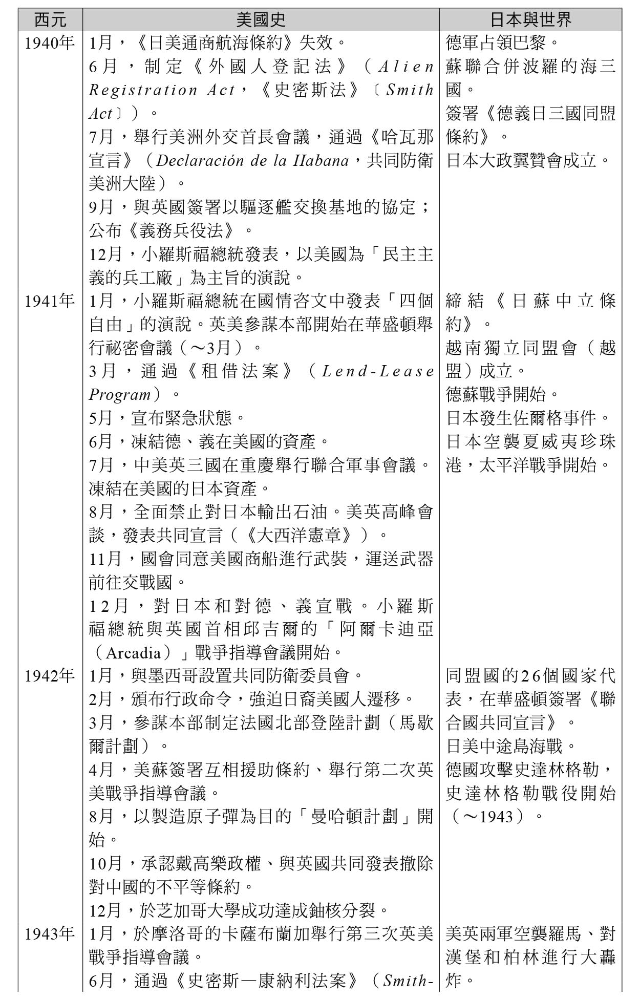 西元 美國史 日本與世界
1940年
1月，《日美通商航海條約》失效。
6月，制定《外國人登記法》（Alien
Registration Act，《史密斯法》〔Smith
Act〕）。
7月，舉行美洲外交首長會議，通過《哈瓦那
宣言》（Declaración de la Habana，共同防衛
美洲大陸）。
9月，與英國簽署以驅逐艦交換基地的協定；
公布《義務兵役法》。
12月，小羅斯福總統發表，以美國為「民主主
義的兵工廠」為主旨的演說。
德軍占領巴黎。
蘇聯合併波羅的海三
國。
簽署《德義日三國同盟
條約》。
日本大政翼贊會成立。
1941年
1月，小羅斯福總統在國情咨文中發表「四個
自由」的演說。英美參謀本部開始在華盛頓舉
行祕密會議（～3月）。
3月，通過《租借法案》（Lend-Lease
Program）。
5月，宣布緊急狀態。
6月，凍結德、義在美國的資產。
7月，中美英三國在重慶舉行聯合軍事會議。
凍結在美國的日本資產。
8月，全面禁止對日本輸出石油。美英高峰會
談，發表共同宣言（《大西洋憲章》）。
11月，國會同意美國商船進行武裝，運送武器
前往交戰國。
12月，對日本和對德、義宣戰。小羅斯
福總統與英國首相邱吉爾的「阿爾卡迪亞
（Arcadia）」戰爭指導會議開始。
締結《日蘇中立條
約》。
越南獨立同盟會（越
盟）成立。
德蘇戰爭開始。
日本發生佐爾格事件。
日本空襲夏威夷珍珠
港，太平洋戰爭開始。
1942年
1月，與墨西哥設置共同防衛委員會。
2月，頒布行政命令，強迫日裔美國人遷移。
3月，參謀本部制定法國北部登陸計劃（馬歇
爾計劃）。
4月，美蘇簽署互相援助條約、舉行第二次英
美戰爭指導會議。
8月，以製造原子彈為目的「曼哈頓計劃」開
始。
10月，承認戴高樂政權、與英國共同發表撤除
對中國的不平等條約。
12月，於芝加哥大學成功達成鈾核分裂。
同盟國的26個國家代
表，在華盛頓簽署《聯
合國共同宣言》。
日美中途島海戰。
德國攻擊史達林格勒，
史達林格勒戰役開始
（～1943）。
1943年
1月，於摩洛哥的卡薩布蘭加舉行第三次英美
戰爭指導會議。
6月，通過《史密斯—康納利法案》（Smith-
美英兩軍空襲羅馬、對
漢堡和柏林進行大轟
炸。